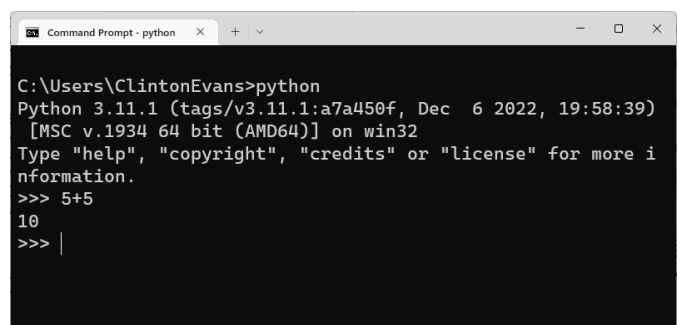 Command Prompt - python
C:\Users\ClintonEvans>python
Python 3.11.1 (tags/v3.11.1:a7a450f, Dec  6 2022, 19:58:39)
 [MSC v.1934 64 bit (AMD64)] on win32
Type "help", "copyright", "credits" or "license" for more i
nformation.
>>> 5+5
10
>>>